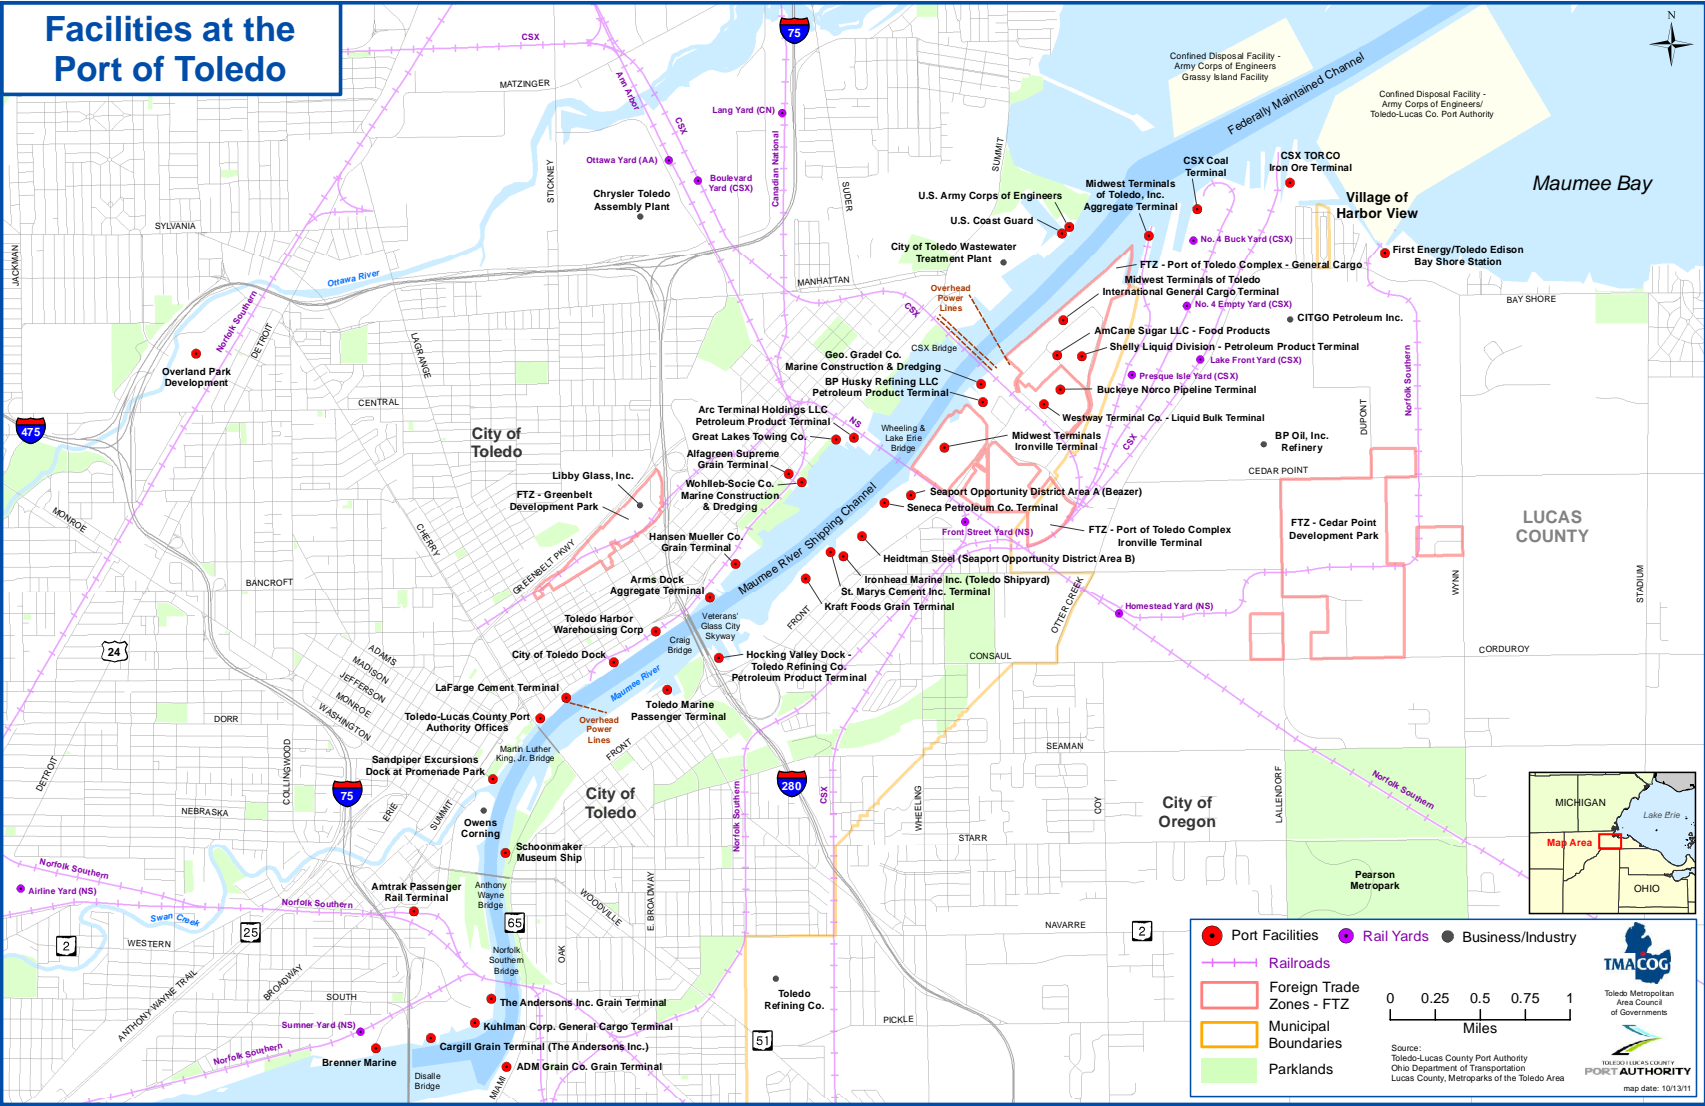 Facilities at the
Port of Toledo
75
N
CSX
MATZINGER
Ann Arbor
CSX
Lang Yard (CN)
Canadian National
Ottawa Yard (AA)
Boulevard
Yard (CSX)
STICKNEY
Chrysler Toledo
Assembly Plant
SUDER
SUMMIT
Confined Disposal Facility -
Army Corps of Engineers
Grassy Island Facility
Confined Disposal Facility -
Army Corps of Engineers/
Toledo-Lucas Co. Port Authority
Federally Maintained Channel
CSX Coal
Terminal
CSX TORCO
Iron Ore Terminal
Maumee Bay
Village of
Harbor View
Midwest Terminals
of Toledo, Inc.
Aggregate Terminal
U.S. Army Corps of Engineers
U.S. Coast Guard
City of Toledo Wastewater
Treatment Plant
No. 4 Buck Yard (CSX)
First Energy/Toledo Edison
Bay Shore Station
SYLVANIA
JACKMAN
Ottawa River
MANHATTAN
FTZ - Port of Toledo Complex - General Cargo
Midwest Terminals of Toledo
International General Cargo Terminal
Overhead
Power
Lines
BAY SHORE
No. 4 Empty Yard (CSX)
CITGO Petroleum Inc.
Norfolk Southern
DETROIT
LAGRANGE
CSX
CSX Bridge
AmCane Sugar LLC - Food Products
Shelly Liquid Division - Petroleum Product Terminal
Lake Front Yard (CSX)
Presque Isle Yard (CSX)
Geo. Gradel Co.
Marine Construction & Dredging
BP Husky Refining LLC
Petroleum Product Terminal
Buckeye Norco Pipeline Terminal
Overland Park
Development
CENTRAL
Norfolk Southern
DUPONT
Arc Terminal Holdings LLC
Petroleum Product Terminal
Great Lakes Towing Co.
NS
Westway Terminal Co. - Liquid Bulk Terminal
475
City of
Toledo
Wheeling &
Lake Erie
Bridge
Midwest Terminals
Ironville Terminal
CSX
BP Oil, Inc.
Refinery
Alfagreen Supreme
Grain Terminal
CEDAR POINT
Libby Glass, Inc.
FTZ - Greenbelt
Development Park
Wohlleb-Socie Co.
Marine Construction
& Dredging
Seaport Opportunity District Area A (Beazer)
Seneca Petroleum Co. Terminal
MONROE
CHERRY
Maumee River Shipping Channel
Front Street Yard (NS)
FTZ - Port of Toledo Complex
Ironville Terminal
FTZ - Cedar Point
Development Park
LUCAS
COUNTY
Hansen Mueller Co.
Grain Terminal
GREENBELT PKWY
Heidtman Steel (Seaport Opportunity District Area B)
BANCROFT
Arms Dock
Aggregate Terminal
Ironhead Marine Inc. (Toledo Shipyard)
St. Marys Cement Inc. Terminal
Kraft Foods Grain Terminal
WYNN
STADIUM
OTTER CREEK
Homestead Yard (NS)
Toledo Harbor
Warehousing Corp
Veterans'
Glass City
Skyway
FRONT
24
City of Toledo Dock
Craig
Bridge
Hocking Valley Dock -
Toledo Refining Co.
Petroleum Product Terminal
CONSAUL
CORDUROY
ADAMS
MADISON
JEFFERSON
MONROE
WASHINGTON
LaFarge Cement Terminal
Maumee River
Toledo Marine
Passenger Terminal
DORR
Toledo-Lucas County Port
Authority Offices
Overhead
Power
Lines
Martin Luther
King, Jr. Bridge
FRONT
SEAMAN
DETROIT
COLLINGWOOD
Sandpiper Excursions
Dock at Promenade Park
75
280
Norfolk Southern
CSX
WHEELING
COY
LALLENDORF
Norfolk Southern
NEBRASKA
ERIE
SUMMIT
Owens
Corning
City of
Toledo
City of
Oregon
STARR
MICHIGAN
Lake Erie
Map Area
OHIO
Schoonmaker
Museum Ship
Norfolk Southern
Airline Yard (NS)
Norfolk Southern
Amtrak Passenger
Rail Terminal
Anthony
Wayne
Bridge
WOODVILLE
E. BROADWAY
Pearson
Metropark
Swan Creek
2
25
65
NAVARRE
2
WESTERN
Norfolk
Southern
Bridge
OAK
ANTHONY WAYNE TRAIL
BROADWAY
SOUTH
Toledo
Refining Co.
The Andersons Inc. Grain Terminal
Sumner Yard (NS)
Kuhlman Corp. General Cargo Terminal
PICKLE
51
Norfolk Southern
Cargill Grain Terminal (The Andersons Inc.)
Brenner Marine
ADM Grain Co. Grain Terminal
Disalle
Bridge
MIAMI
Port Facilities
Rail Yards
Business/Industry
Railroads
Foreign Trade
Zones - FTZ
Municipal
Boundaries
Parklands
0 0.25 0.5 0.75 1
Miles
Source:
Toledo-Lucas County Port Authority
Ohio Department of Transportation
Lucas County, Metroparks of the Toledo Area
TMACOG
Toledo Metropolitan
Area Council
of Governments
TOLEDO LUCAS COUNTY
PORT AUTHORITY
map date: 10/13/11